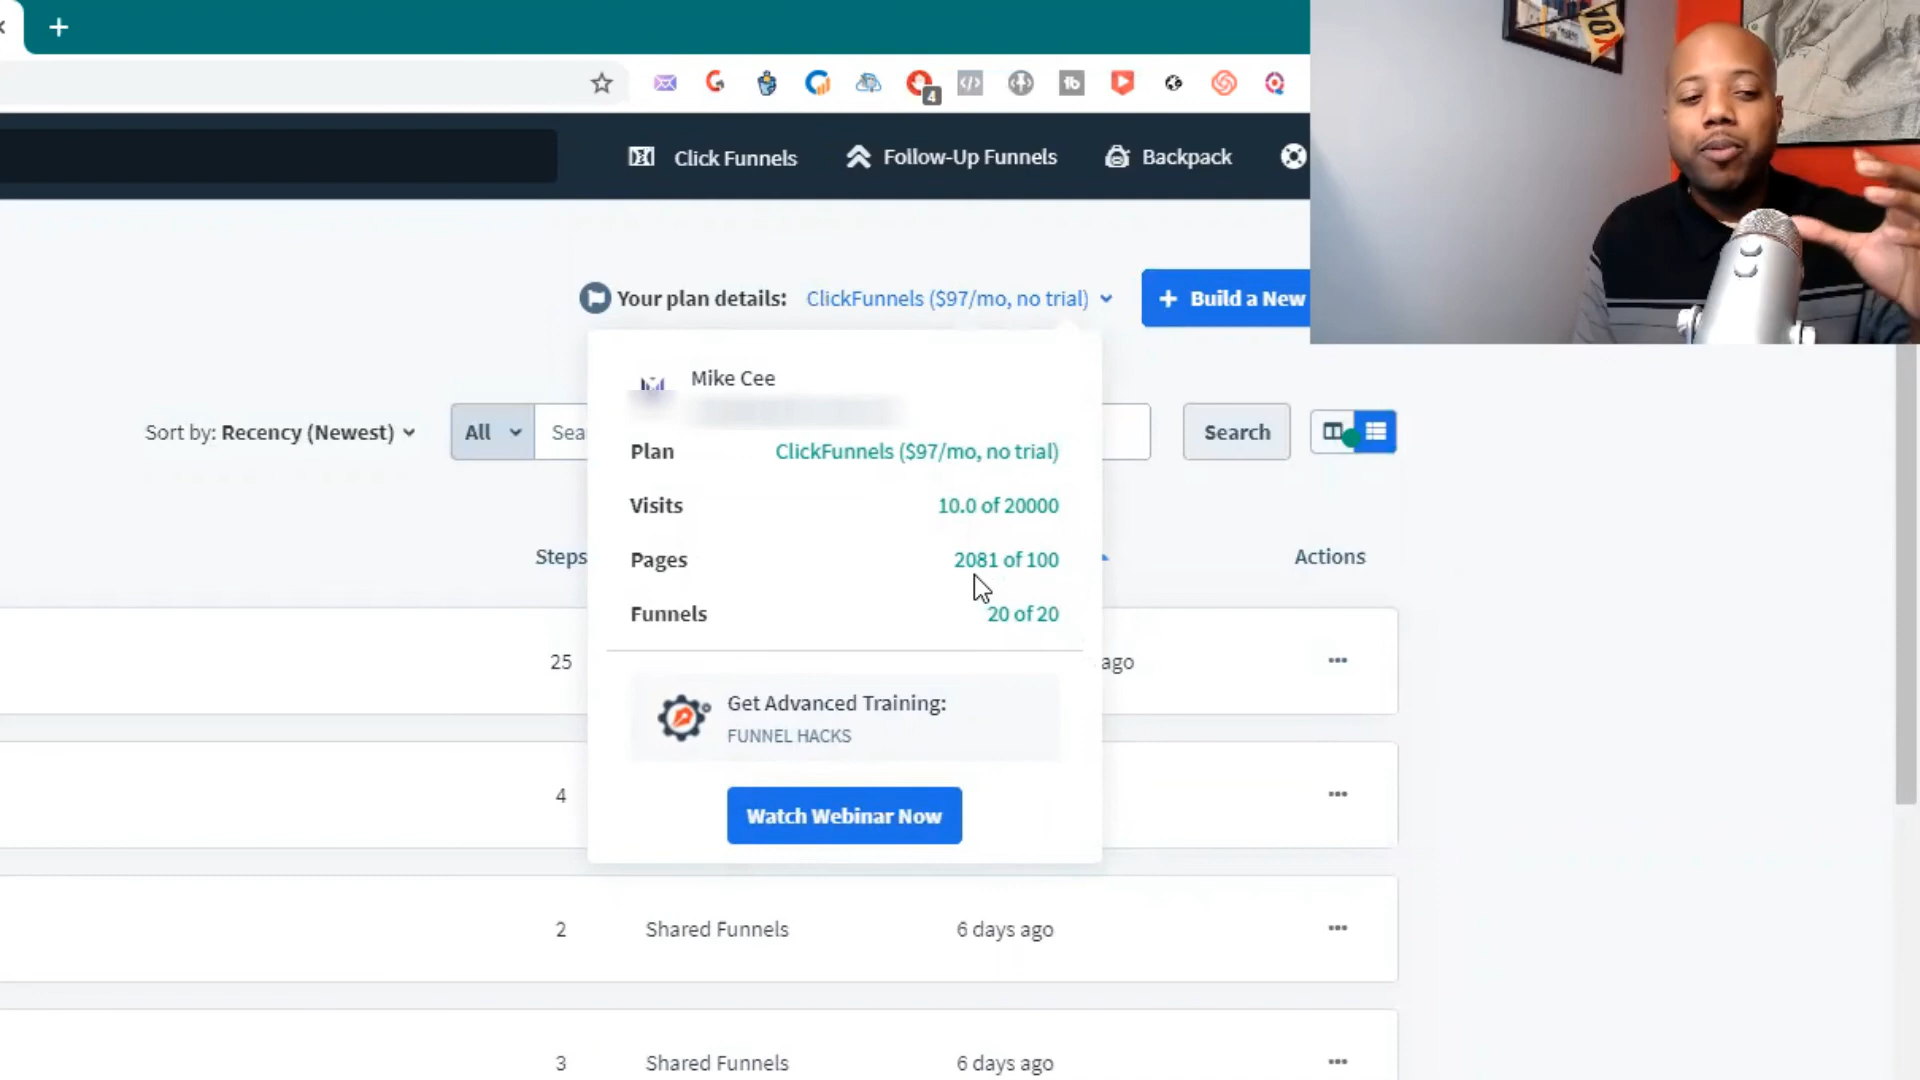 4
Click Funnels
Follow-Up Funnels
Backpack
Your plan details: ClickFunnels ($97/mo, no trial)
+ Build a New
Mike Cee
Sort by: Recency (Newest)
All
Sea
Search
Plan ClickFunnels ($97/mo, no trial)
Visits 10.0 of 20000
Steps
Pages 2081 of 100
Actions
Funnels 20 of 20
25
ago
Get Advanced Training:
FUNNEL HACKS
4
Watch Webinar Now
2 Shared Funnels 6 days ago
3 Shared Funnels 6 days ago